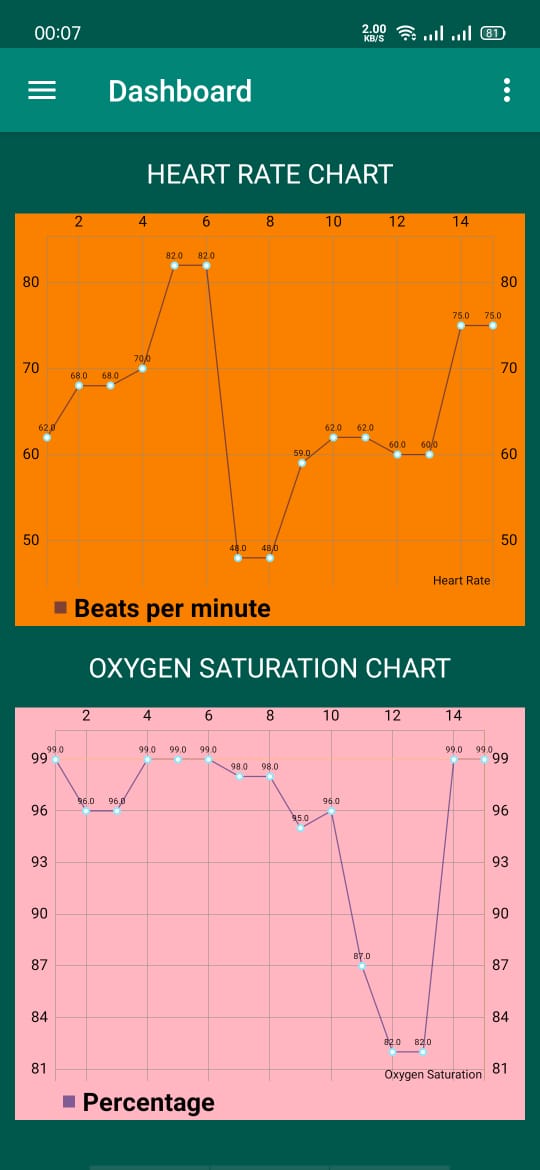 00:07 2.00 KB/S 81
Dashboard
HEART RATE CHART
2 4 6 8 10 12 14
82.0 82.0
80 80
75.0 75.0
70.0
70 70
68.0 68.0
62.0 62.0 62.0
60.0 60.0
60 60
59.0
50 50
48.0 48.0
Heart Rate
Beats per minute
OXYGEN SATURATION CHART
2 4 6 8 10 12 14
99 99.0 99.0 99.0 99.0 99.0 99.0 99
98.0 98.0
96 96.0 96.0 96.0 96
95.0
93 93
90 90
87 87.0 87
84 84
82.0 82.0
81 81
Oxygen Saturation
Percentage